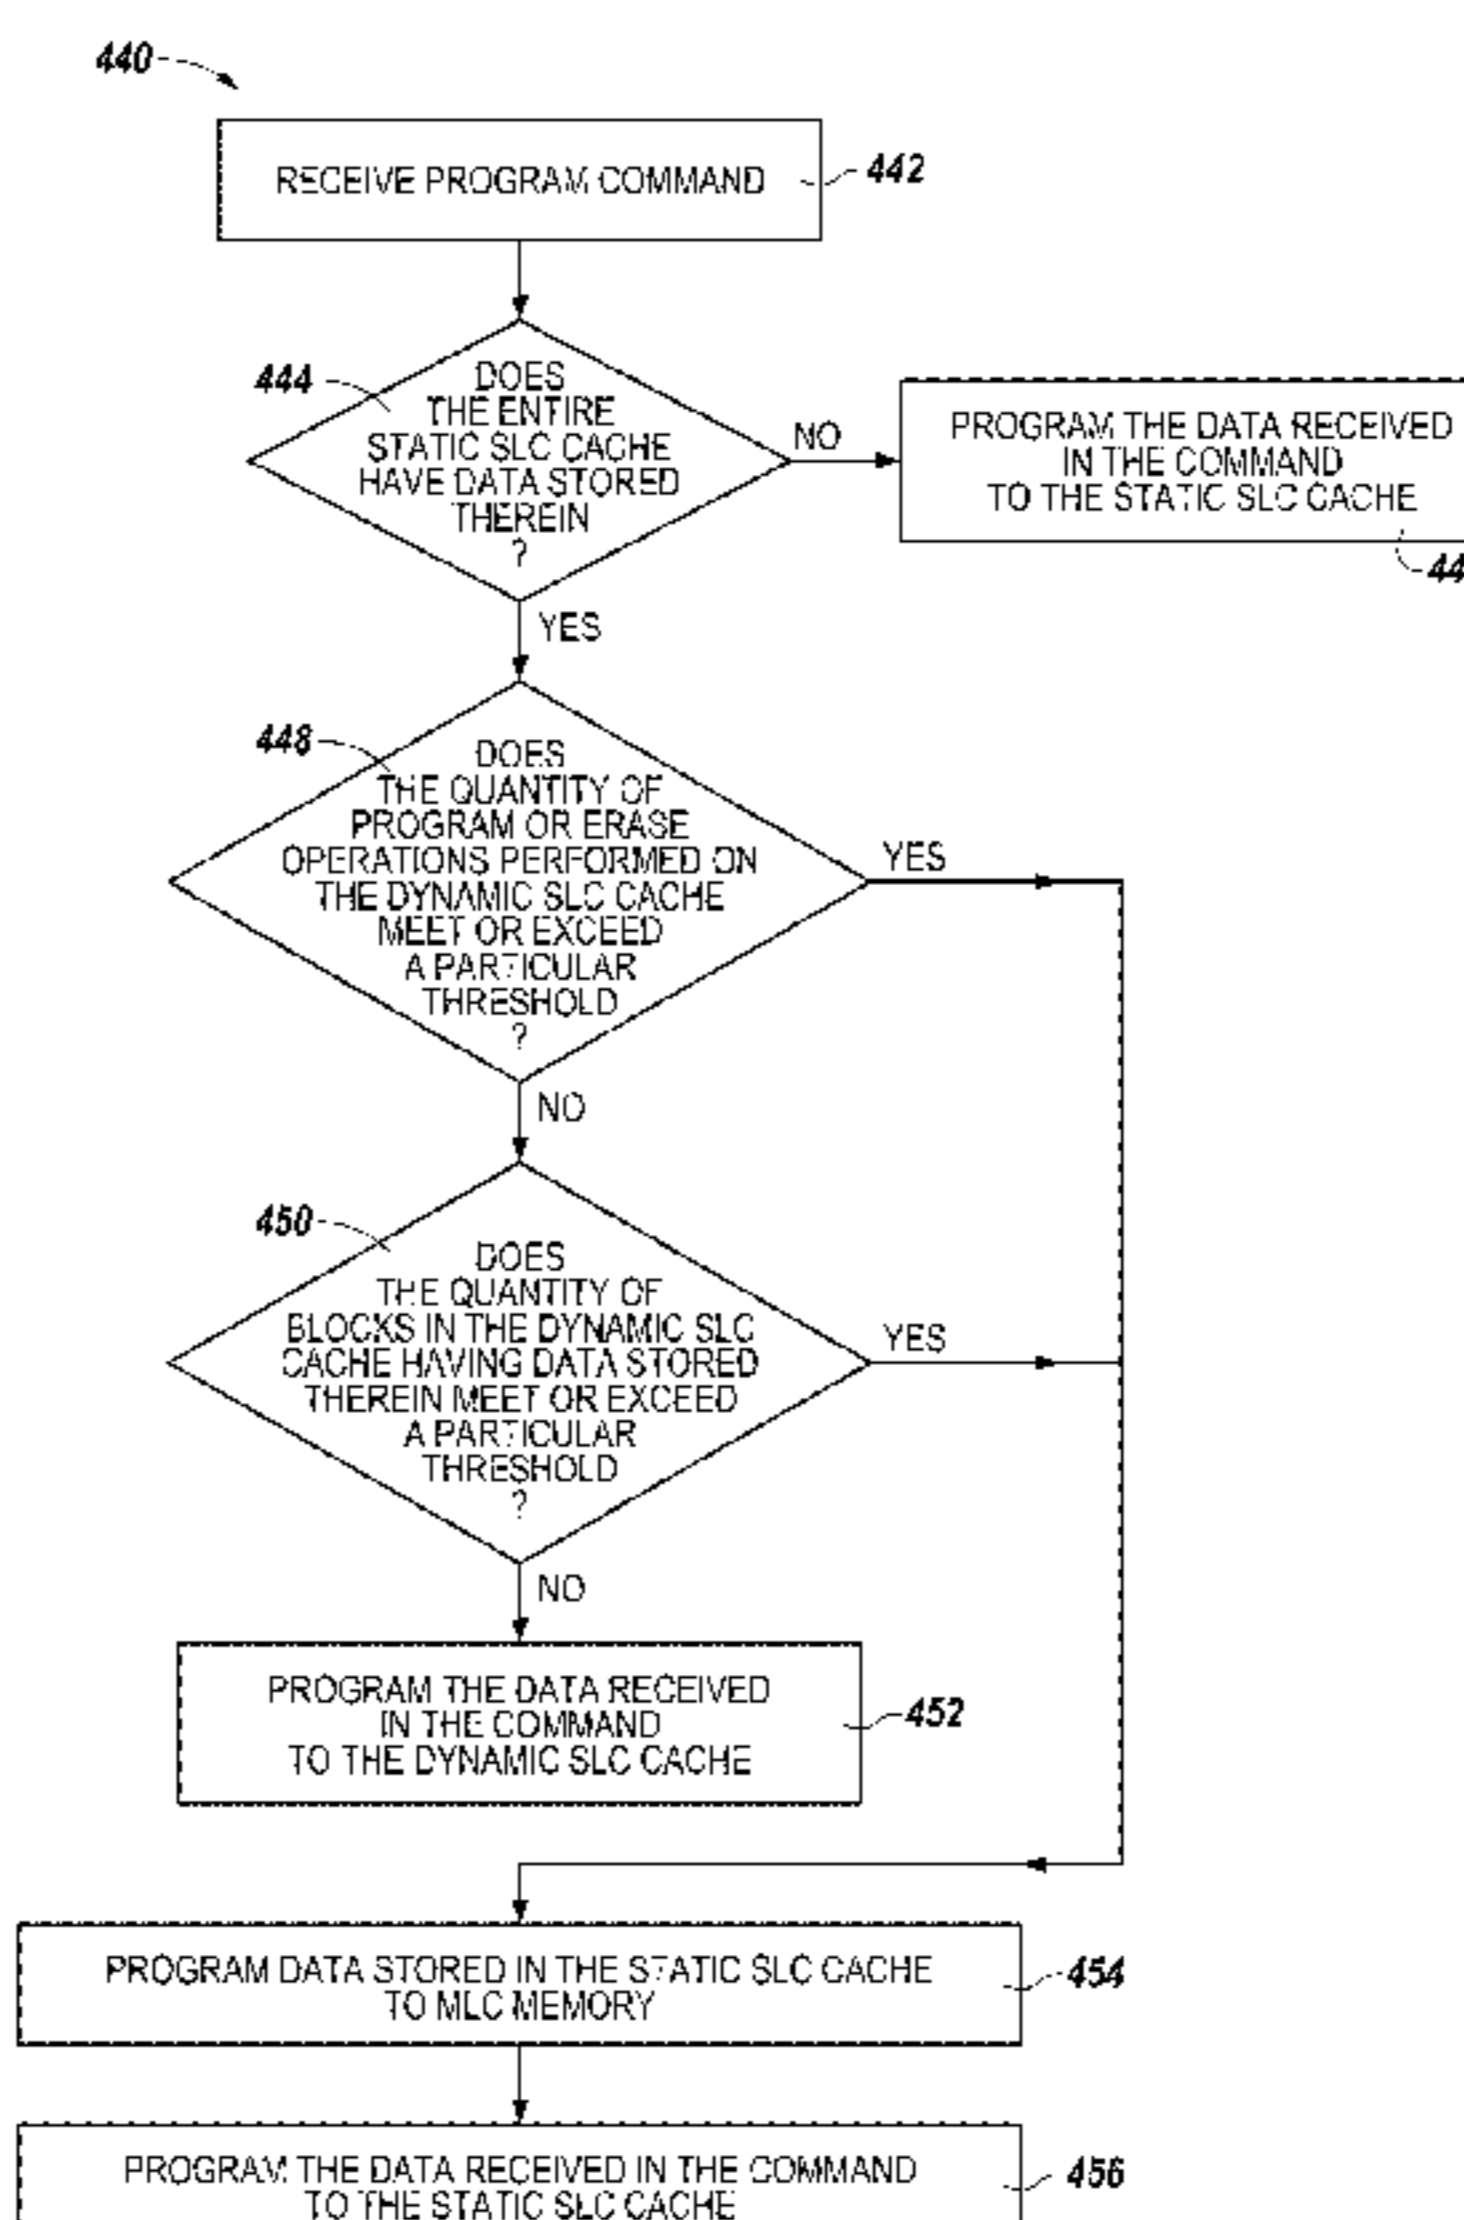 440
RECEIVE PROGRAM COMMAND
442
444
DOES
THE ENTIRE
STATIC SLC CACHE
HAVE DATA STORED
THEREIN
?
NO
PROGRAM THE DATA RECEIVED
IN THE COMMAND
TO THE STATIC SLC CACHE
44
YES
448
DOES
THE QUANTITY OF
PROGRAM OR ERASE
OPERATIONS PERFORMED ON
THE DYNAMIC SLC CACHE
MEET OR EXCEED
A PARTICULAR
THRESHOLD
?
YES
NO
450
DOES
THE QUANTITY OF
BLOCKS IN THE DYNAMIC SLC
CACHE HAVING DATA STORED
THEREIN MEET OR EXCEED
A PARTICULAR
THRESHOLD
?
YES
NO
PROGRAM THE DATA RECEIVED
IN THE COMMAND
TO THE DYNAMIC SLC CACHE
452
PROGRAM DATA STORED IN THE STATIC SLC CACHE
TO MLC MEMORY
454
PROGRAM THE DATA RECEIVED IN THE COMMAND
TO THE STATIC SLC CACHE
456